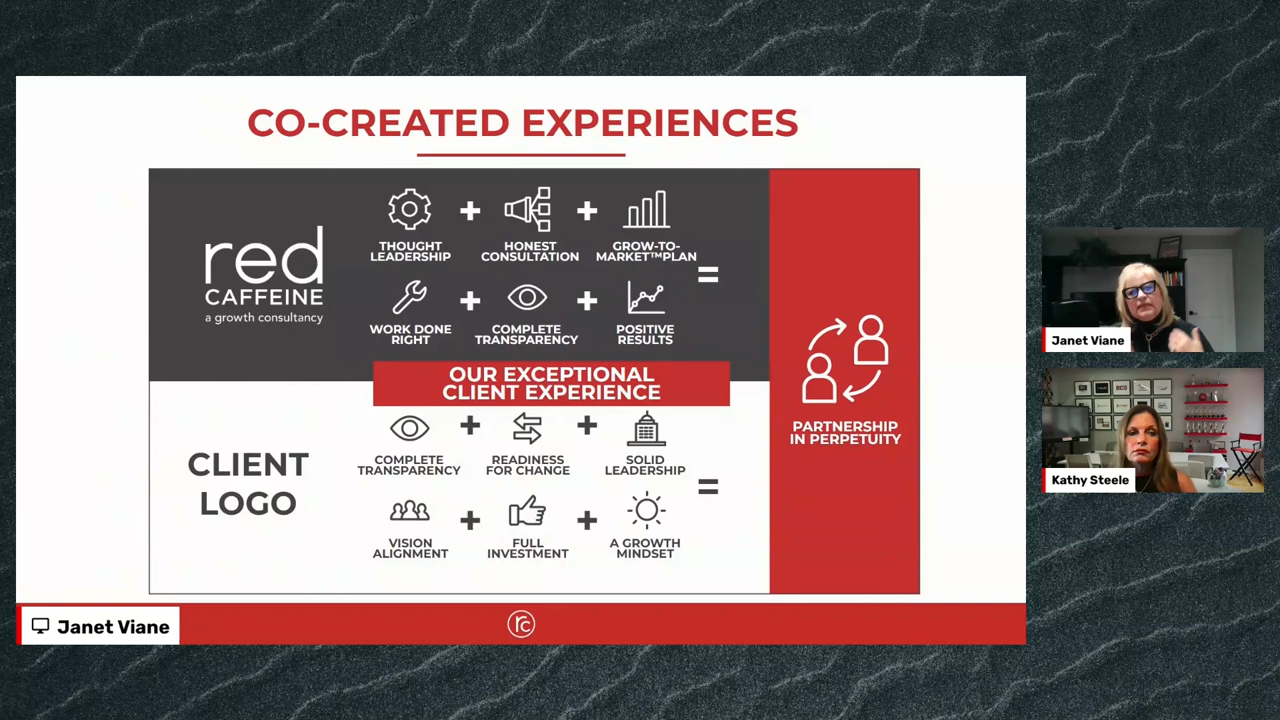 CO-CREATED EXPERIENCES
red
CAFFEINE
a growth consultancy
THOUGHT
LEADERSHIP
+
HONEST
CONSULTATION
+
GROW-TO-
MARKET™PLAN
=
WORK DONE
RIGHT
+
COMPLETE
TRANSPARENCY
+
POSITIVE
RESULTS
OUR EXCEPTIONAL
CLIENT EXPERIENCE
CLIENT
LOGO
COMPLETE
TRANSPARENCY
+
READINESS
FOR CHANGE
+
SOLID
LEADERSHIP
=
VISION
ALIGNMENT
+
FULL
INVESTMENT
+
A GROWTH
MINDSET
PARTNERSHIP
IN PERPETUITY
rc
Janet Viane
Janet Viane
Kathy Steele